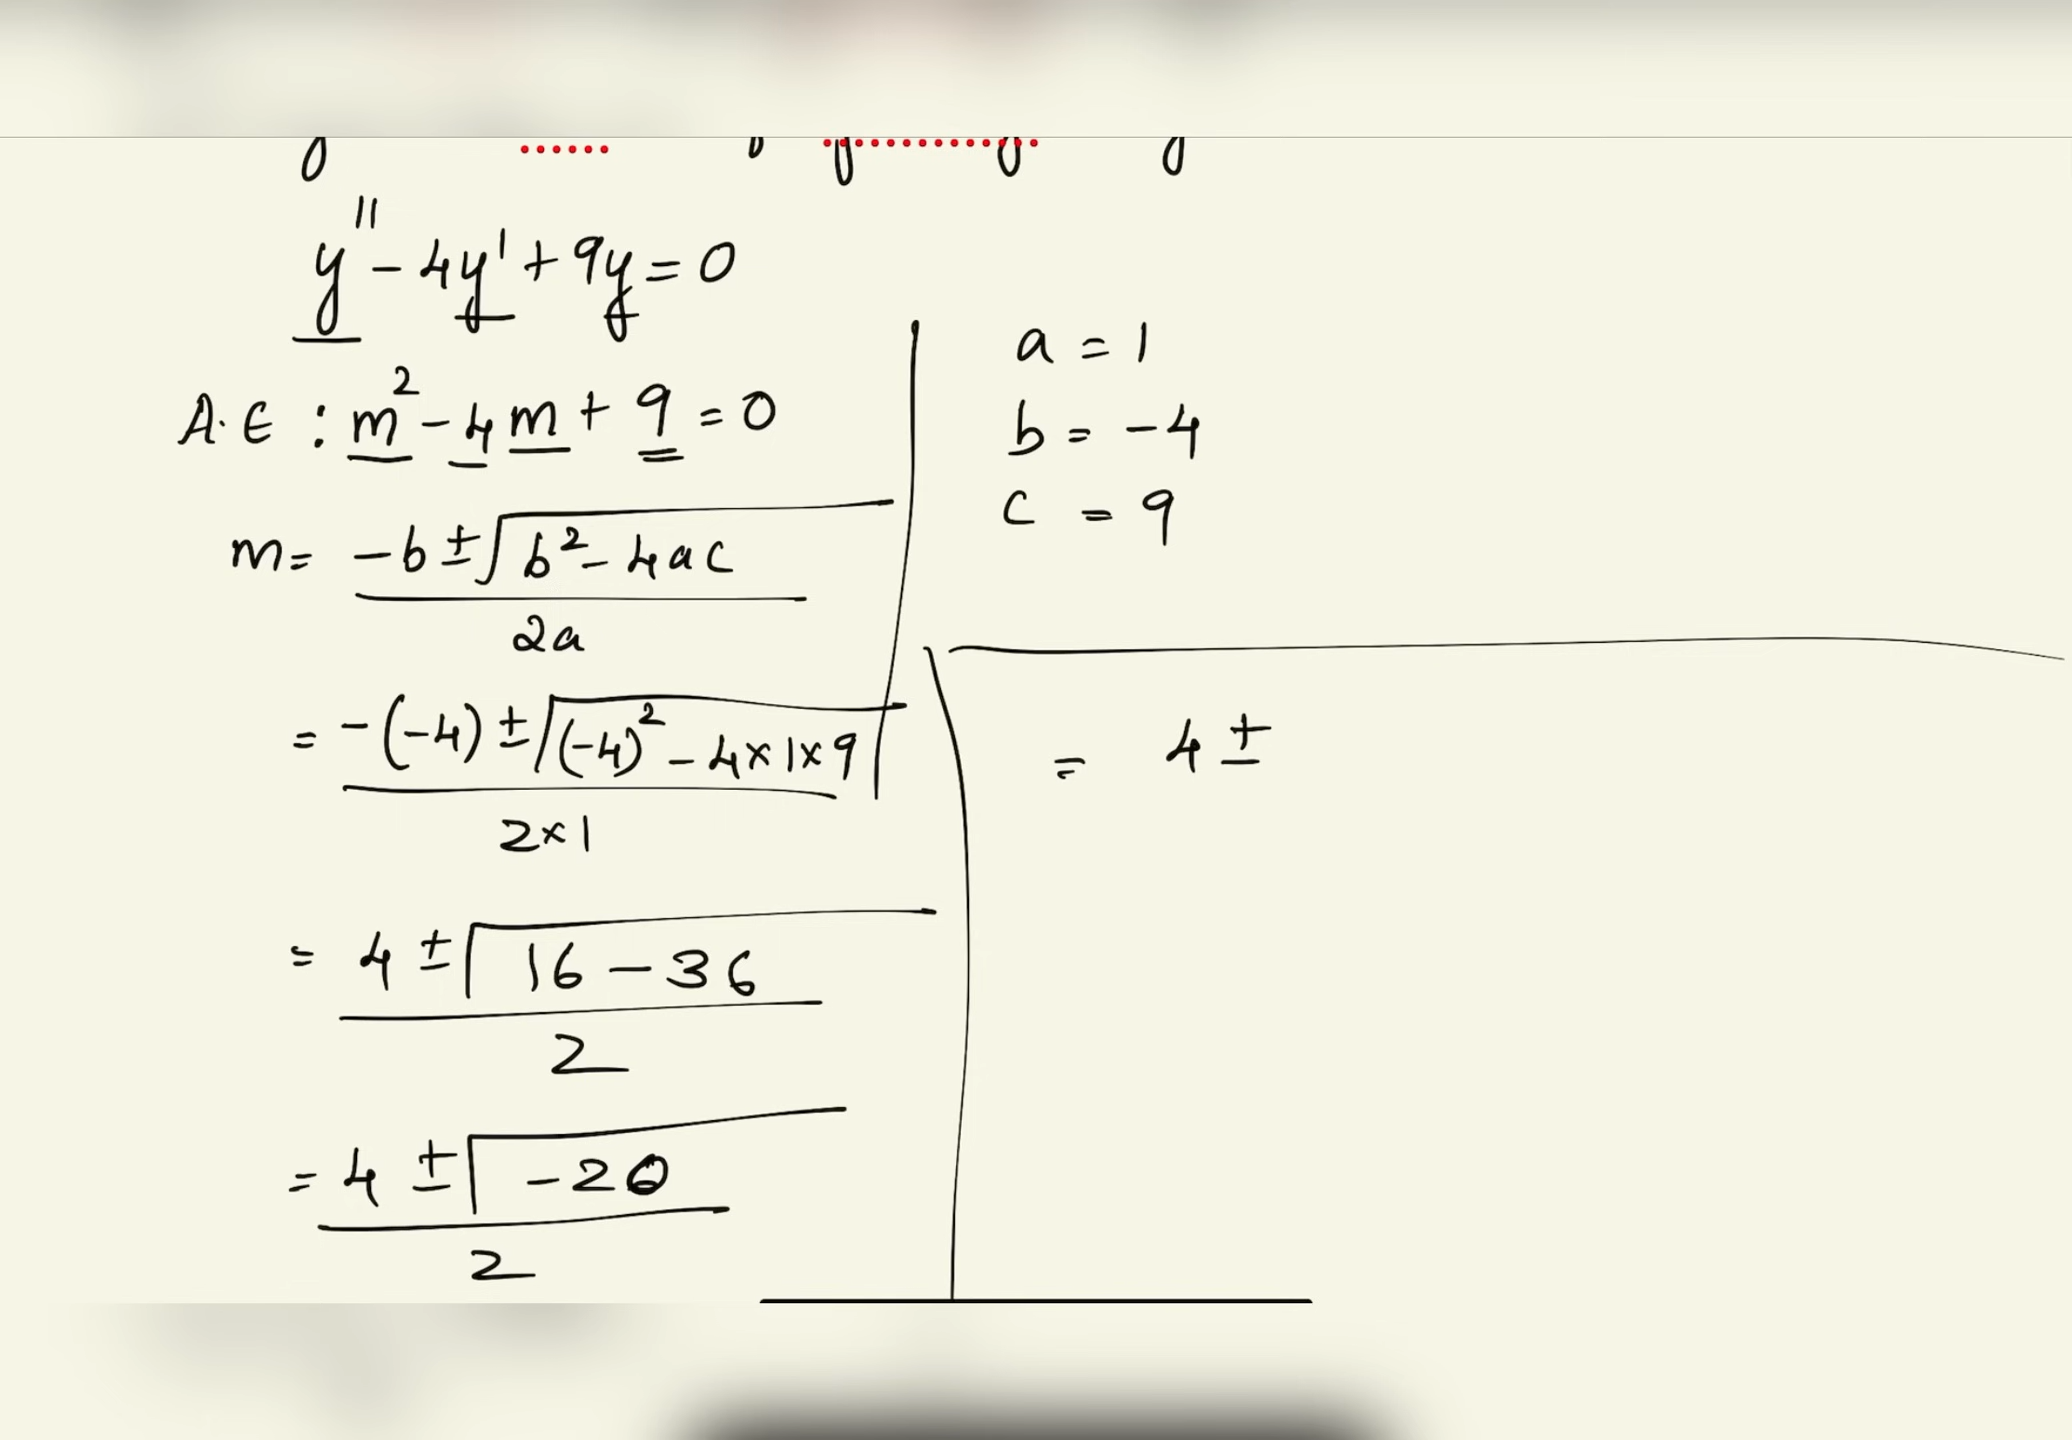 y'' - 4y' + 9y = 0
A.E : m² - 4m + 9 = 0
m = (-b ± √(b² - 4ac)) / 2a
= (-(-4) ± √((-4)² - 4×1×9)) / 2×1
= (4 ± √(16 - 36)) / 2
= (4 ± √(-20)) / 2
a = 1
b = -4
c = 9
= 4 ±